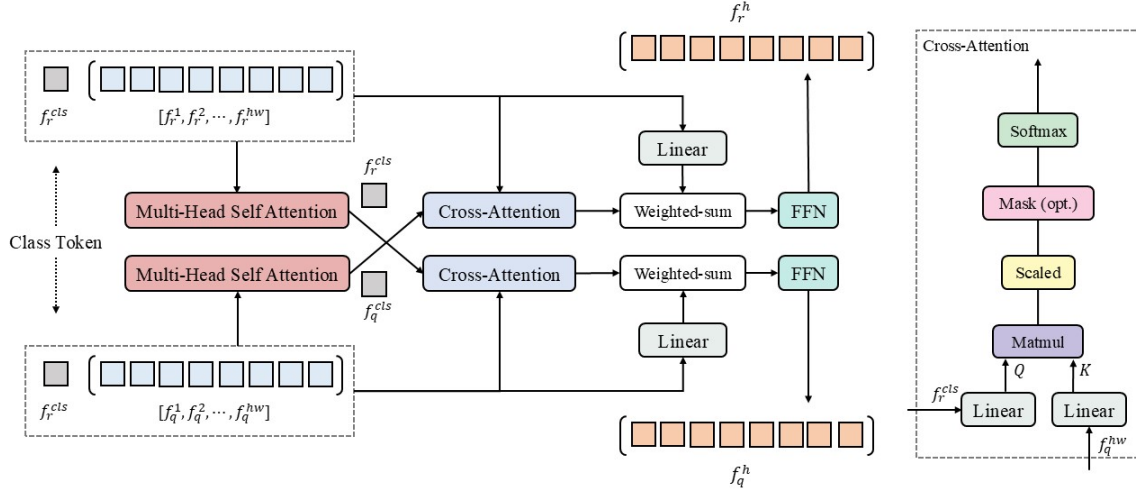 f_r^h
Cross-Attention
f_r^{cls}
[f_r^1, f_r^2, ⋯, f_r^{hw}]
Linear
Softmax
f_r^{cls}
Multi-Head Self Attention
Cross-Attention
Weighted-sum
FFN
Mask (opt.)
Class Token
Multi-Head Self Attention
Cross-Attention
Weighted-sum
FFN
Scaled
f_q^{cls}
Linear
Matmul
Q
K
f_r^{cls}
[f_q^1, f_q^2, ⋯, f_q^{hw}]
f_r^{cls}
Linear
Linear
f_q^{hw}
f_q^h